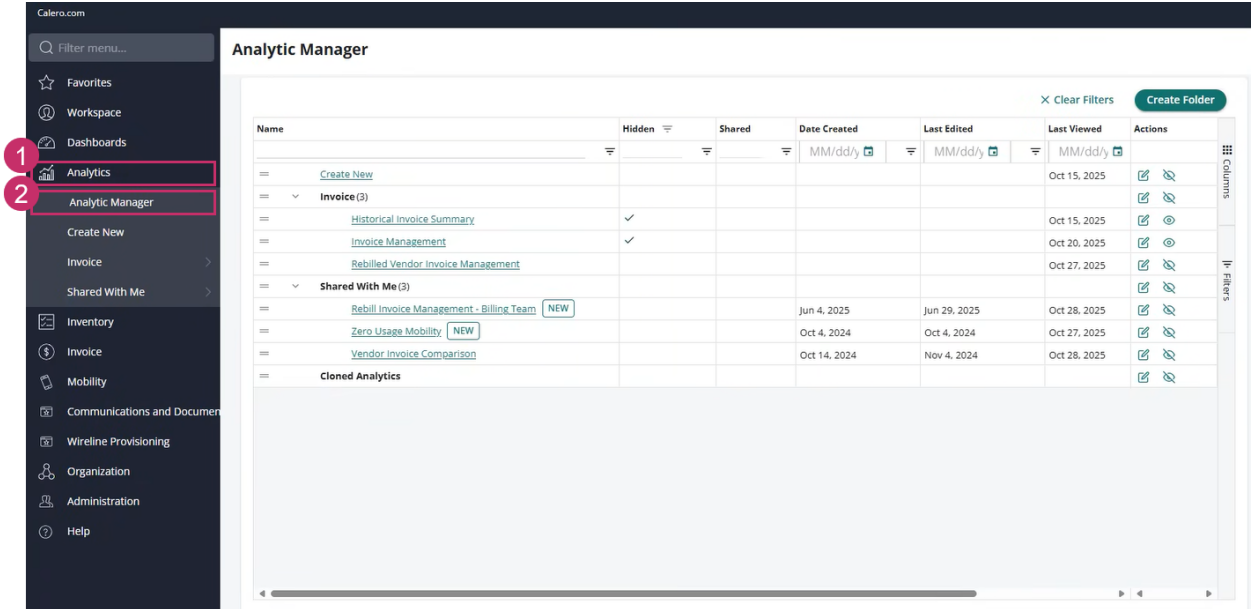 Calero.com
Filter menu...
Favorites
Workspace
Dashboards
1
Analytics
2
Analytic Manager
Create New
Invoice
Shared With Me
Inventory
Invoice
Mobility
Communications and Documen
Wireline Provisioning
Organization
Administration
Help
Analytic Manager
Clear Filters
Create Folder
Name Hidden Shared Date Created Last Edited Last Viewed Actions
MM/dd/y MM/dd/y MM/dd/y
Create New Oct 15, 2025
Invoice (3)
Historical Invoice Summary Oct 15, 2025
Invoice Management Oct 20, 2025
Rebilled Vendor Invoice Management Oct 27, 2025
Shared With Me (3)
Rebill Invoice Management - Billing Team NEW Jun 4, 2025 Jun 29, 2025 Oct 28, 2025
Zero Usage Mobility NEW Oct 4, 2024 Oct 4, 2024 Oct 27, 2025
Vendor Invoice Comparison Oct 14, 2024 Nov 4, 2024 Oct 28, 2025
Cloned Analytics
Columns
Filters